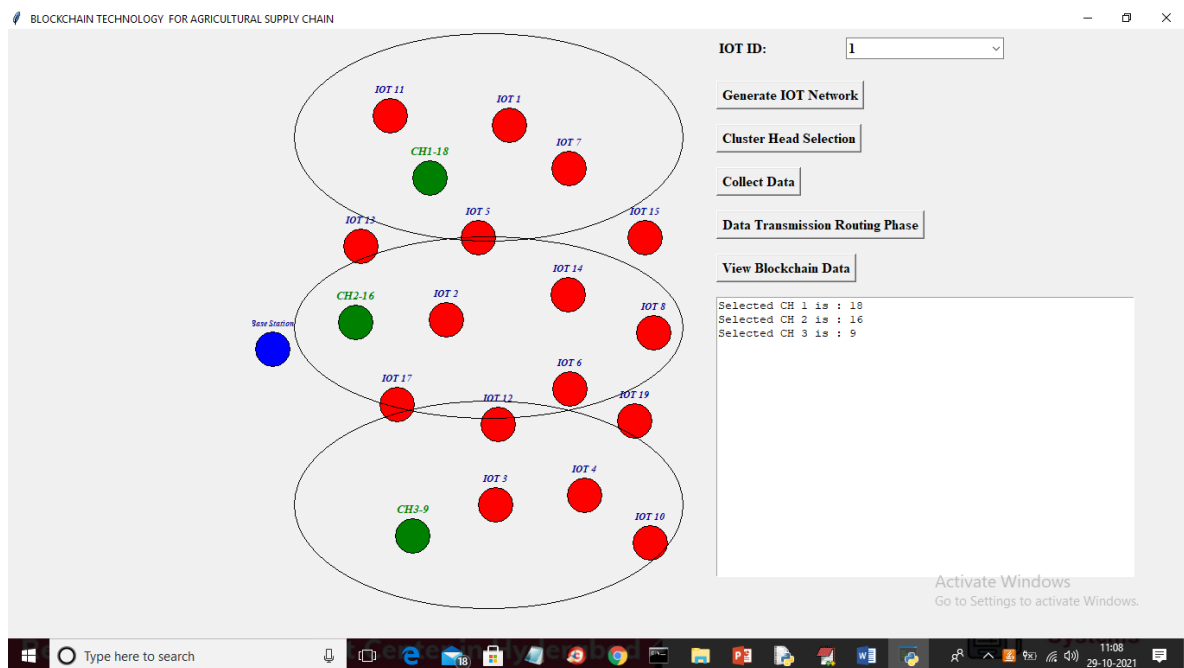 BLOCKCHAIN TECHNOLOGY FOR AGRICULTURAL SUPPLY CHAIN
IOT 11
IOT 1
IOT 7
CH1-18
IOT 13
IOT 5
IOT 15
IOT 14
CH2-16
IOT 2
IOT 8
Base Station
IOT 6
IOT 17
IOT 12
IOT 19
IOT 3
IOT 4
CH3-9
IOT 10
IOT ID:
1
Generate IOT Network
Cluster Head Selection
Collect Data
Data Transmission Routing Phase
View Blockchain Data
Selected CH 1 is : 18
Selected CH 2 is : 16
Selected CH 3 is : 9
Activate Windows
Go to Settings to activate Windows.
Type here to search
18
11:08
29-10-2021